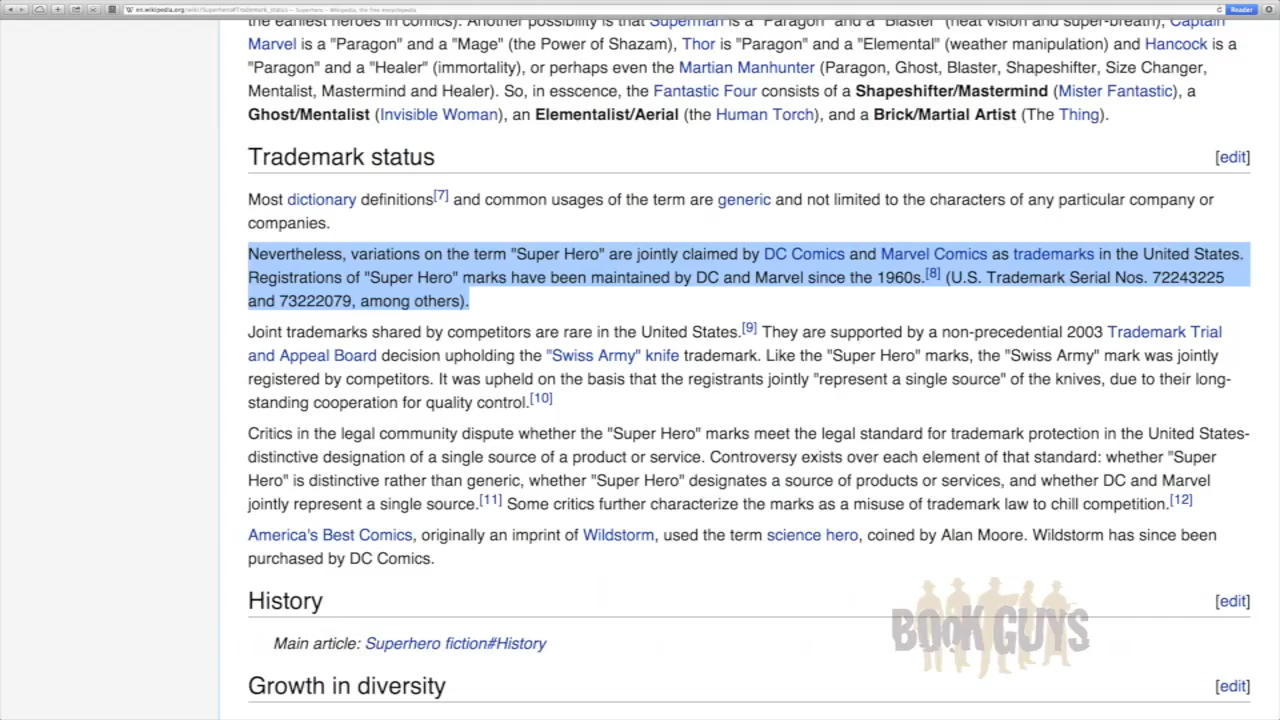 en.wikipedia.org/wiki/Superhero#Trademark_status — Superhero – Wikipedia, the free encyclopedia
Reader
the earliest heroes in comics). Another possibility is that Superman is a "Paragon" and a "Blaster" (heat vision and super-breath), Captain
Marvel is a "Paragon" and a "Mage" (the Power of Shazam), Thor is "Paragon" and a "Elemental" (weather manipulation) and Hancock is a
"Paragon" and a "Healer" (immortality), or perhaps even the Martian Manhunter (Paragon, Ghost, Blaster, Shapeshifter, Size Changer,
Mentalist, Mastermind and Healer). So, in esscence, the Fantastic Four consists of a Shapeshifter/Mastermind (Mister Fantastic), a
Ghost/Mentalist (Invisible Woman), an Elementalist/Aerial (the Human Torch), and a Brick/Martial Artist (The Thing).
Trademark status [edit]
Most dictionary definitions[7] and common usages of the term are generic and not limited to the characters of any particular company or
companies.
Nevertheless, variations on the term "Super Hero" are jointly claimed by DC Comics and Marvel Comics as trademarks in the United States.
Registrations of "Super Hero" marks have been maintained by DC and Marvel since the 1960s.[8] (U.S. Trademark Serial Nos. 72243225
and 73222079, among others).
Joint trademarks shared by competitors are rare in the United States.[9] They are supported by a non-precedential 2003 Trademark Trial
and Appeal Board decision upholding the "Swiss Army" knife trademark. Like the "Super Hero" marks, the "Swiss Army" mark was jointly
registered by competitors. It was upheld on the basis that the registrants jointly "represent a single source" of the knives, due to their long-
standing cooperation for quality control.[10]
Critics in the legal community dispute whether the "Super Hero" marks meet the legal standard for trademark protection in the United States-
distinctive designation of a single source of a product or service. Controversy exists over each element of that standard: whether "Super
Hero" is distinctive rather than generic, whether "Super Hero" designates a source of products or services, and whether DC and Marvel
jointly represent a single source.[11] Some critics further characterize the marks as a misuse of trademark law to chill competition.[12]
America's Best Comics, originally an imprint of Wildstorm, used the term science hero, coined by Alan Moore. Wildstorm has since been
purchased by DC Comics.
History [edit]
BOOK GUYS
Main article: Superhero fiction#History
Growth in diversity [edit]